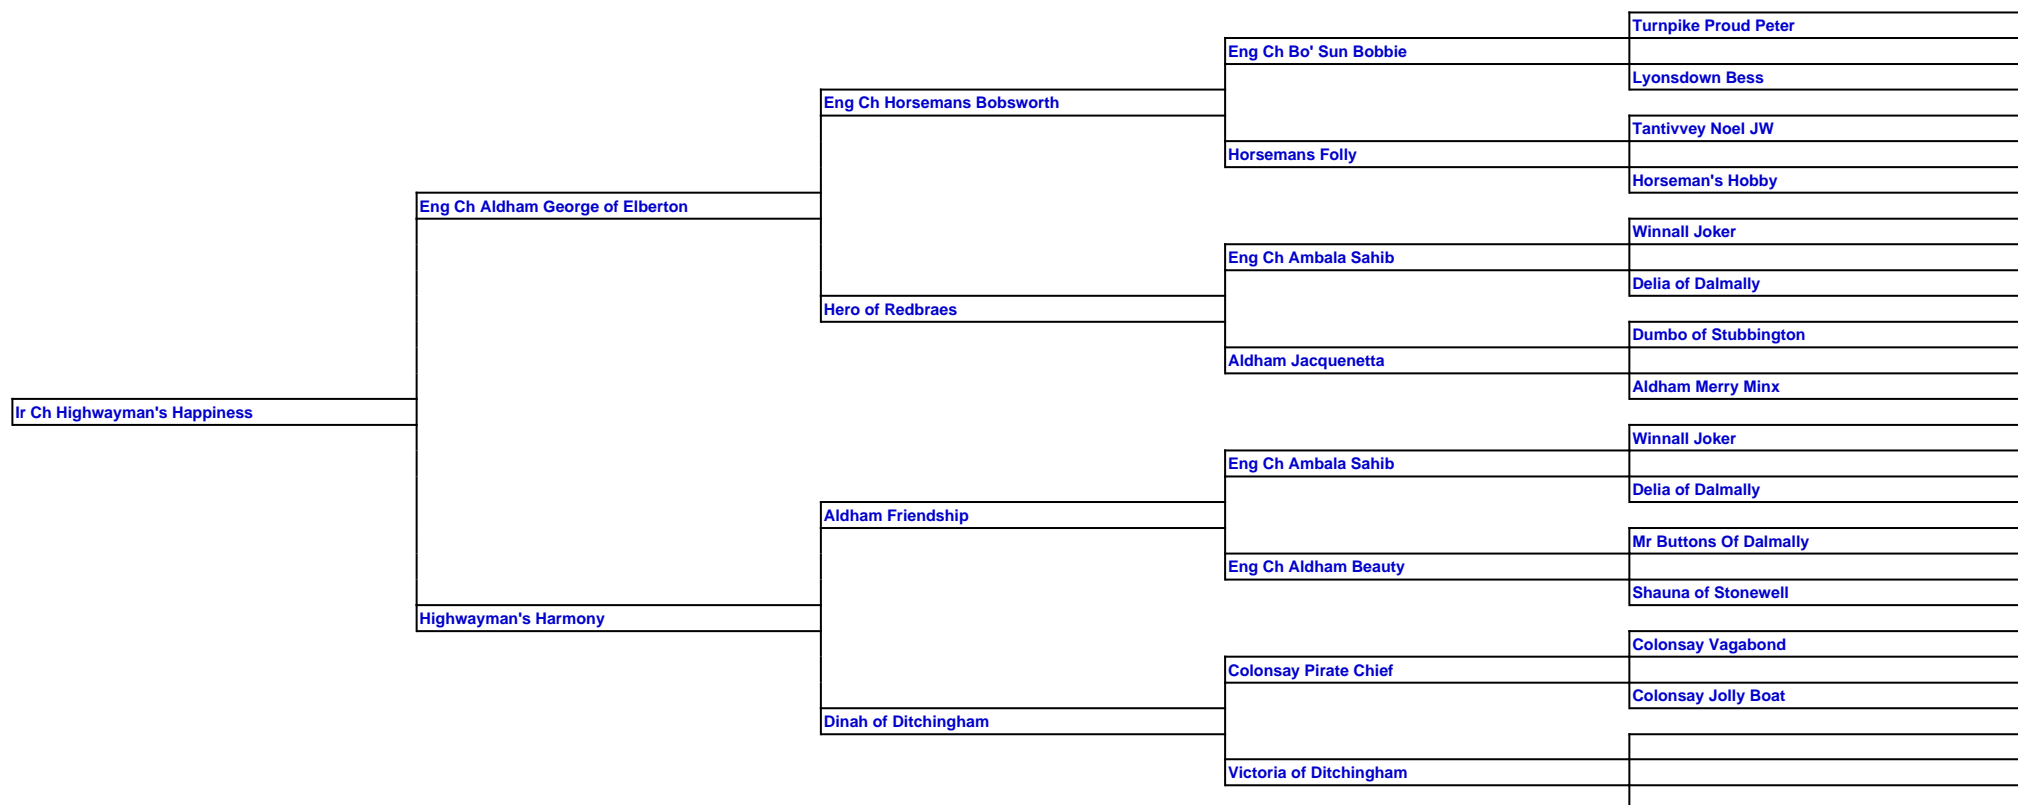 Turnpike Proud Peter
Eng Ch Bo' Sun Bobbie
Lyonsdown Bess
Eng Ch Horsemans Bobsworth
Tantivvey Noel JW
Horsemans Folly
Horseman's Hobby
Eng Ch Aldham George of Elberton
Winnall Joker
Eng Ch Ambala Sahib
Delia of Dalmally
Hero of Redbraes
Dumbo of Stubbington
Aldham Jacquenetta
Aldham Merry Minx
Ir Ch Highwayman's Happiness
Winnall Joker
Eng Ch Ambala Sahib
Delia of Dalmally
Aldham Friendship
Mr Buttons Of Dalmally
Eng Ch Aldham Beauty
Shauna of Stonewell
Highwayman's Harmony
Colonsay Vagabond
Colonsay Pirate Chief
Colonsay Jolly Boat
Dinah of Ditchingham
Victoria of Ditchingham